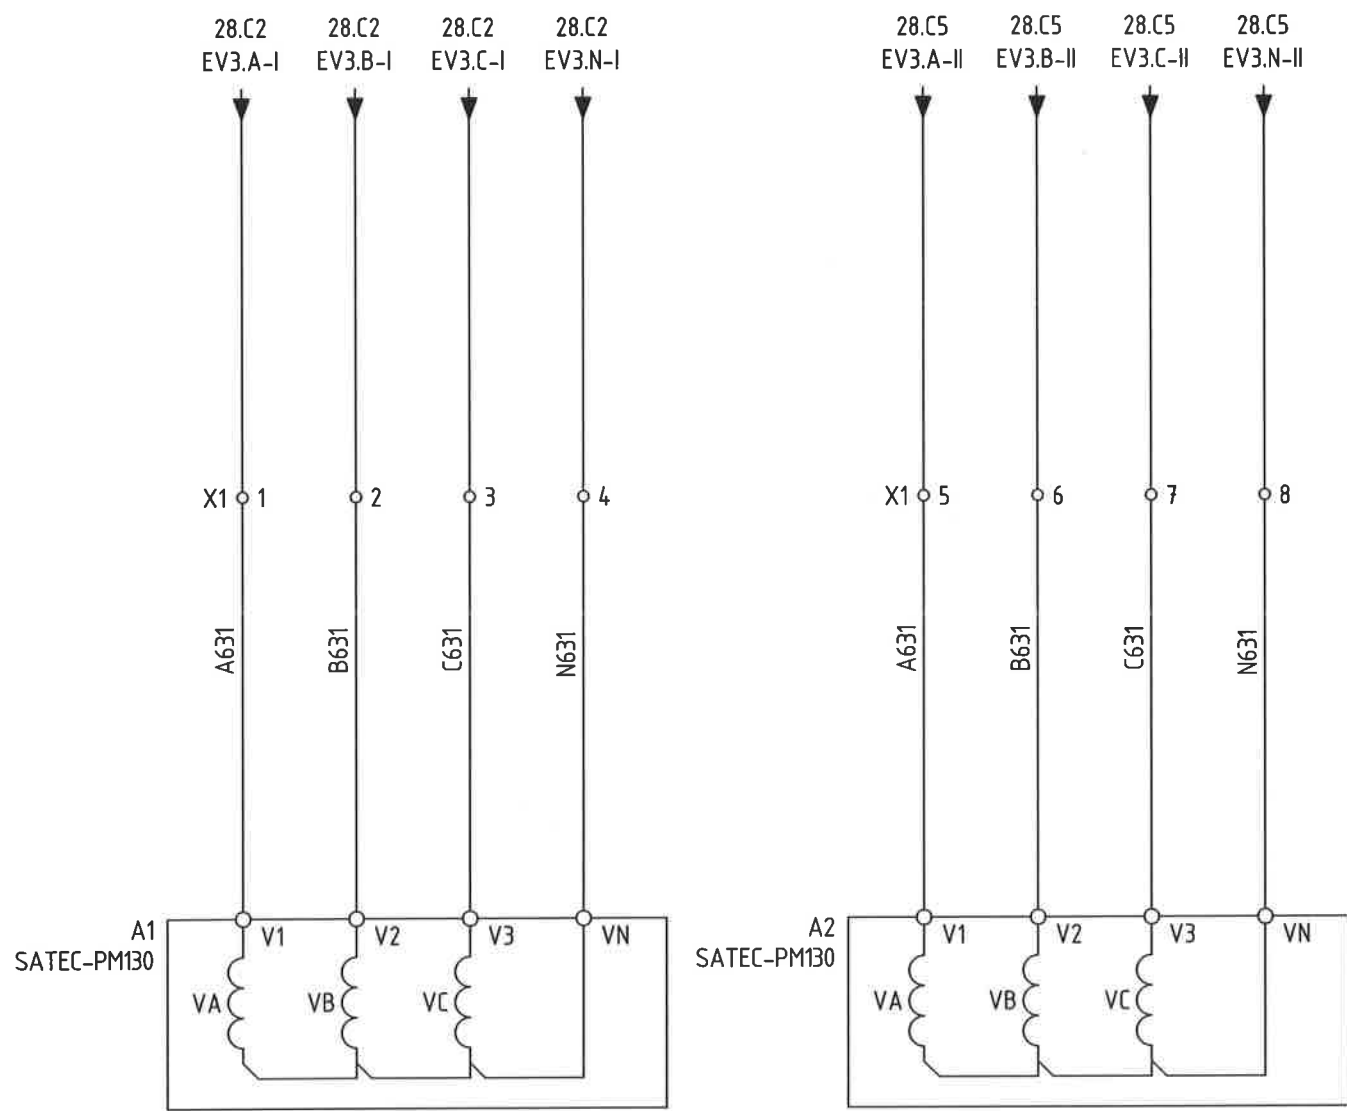 28.C2 28.C2 28.C2 28.C2 28.C5 28.C5 28.C5 28.C5
EV3.A-I EV3.B-I EV3.C-I EV3.N-I EV3.A-II EV3.B-II EV3.C-II EV3.N-II
X1 1 2 3 4 X1 5 6 7 8
A631 B631 C631 N631 A631 B631 C631 N631
A1 V1 V2 V3 VN A2 V1 V2 V3 VN
SATEC-PM130 SATEC-PM130
VA VB VC VA VB VC